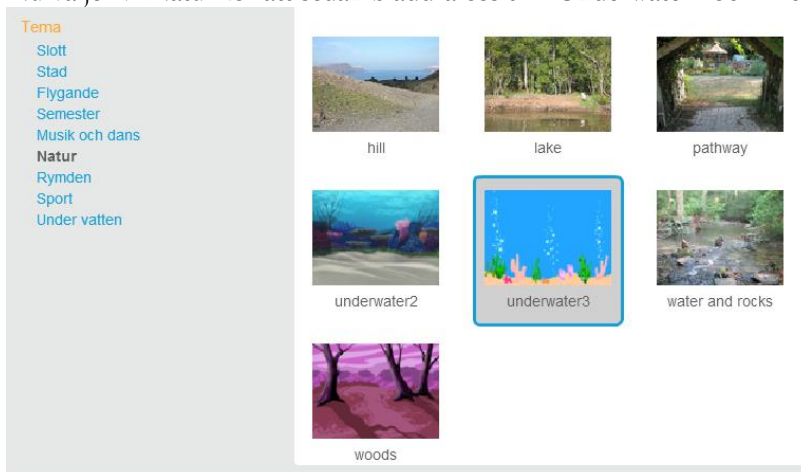 Tema
Slott
Stad
Flygande
Semester
Musik och dans
Natur
Rymden
Sport
Under vatten
hill
lake
pathway
underwater2
underwater3
water and rocks
woods